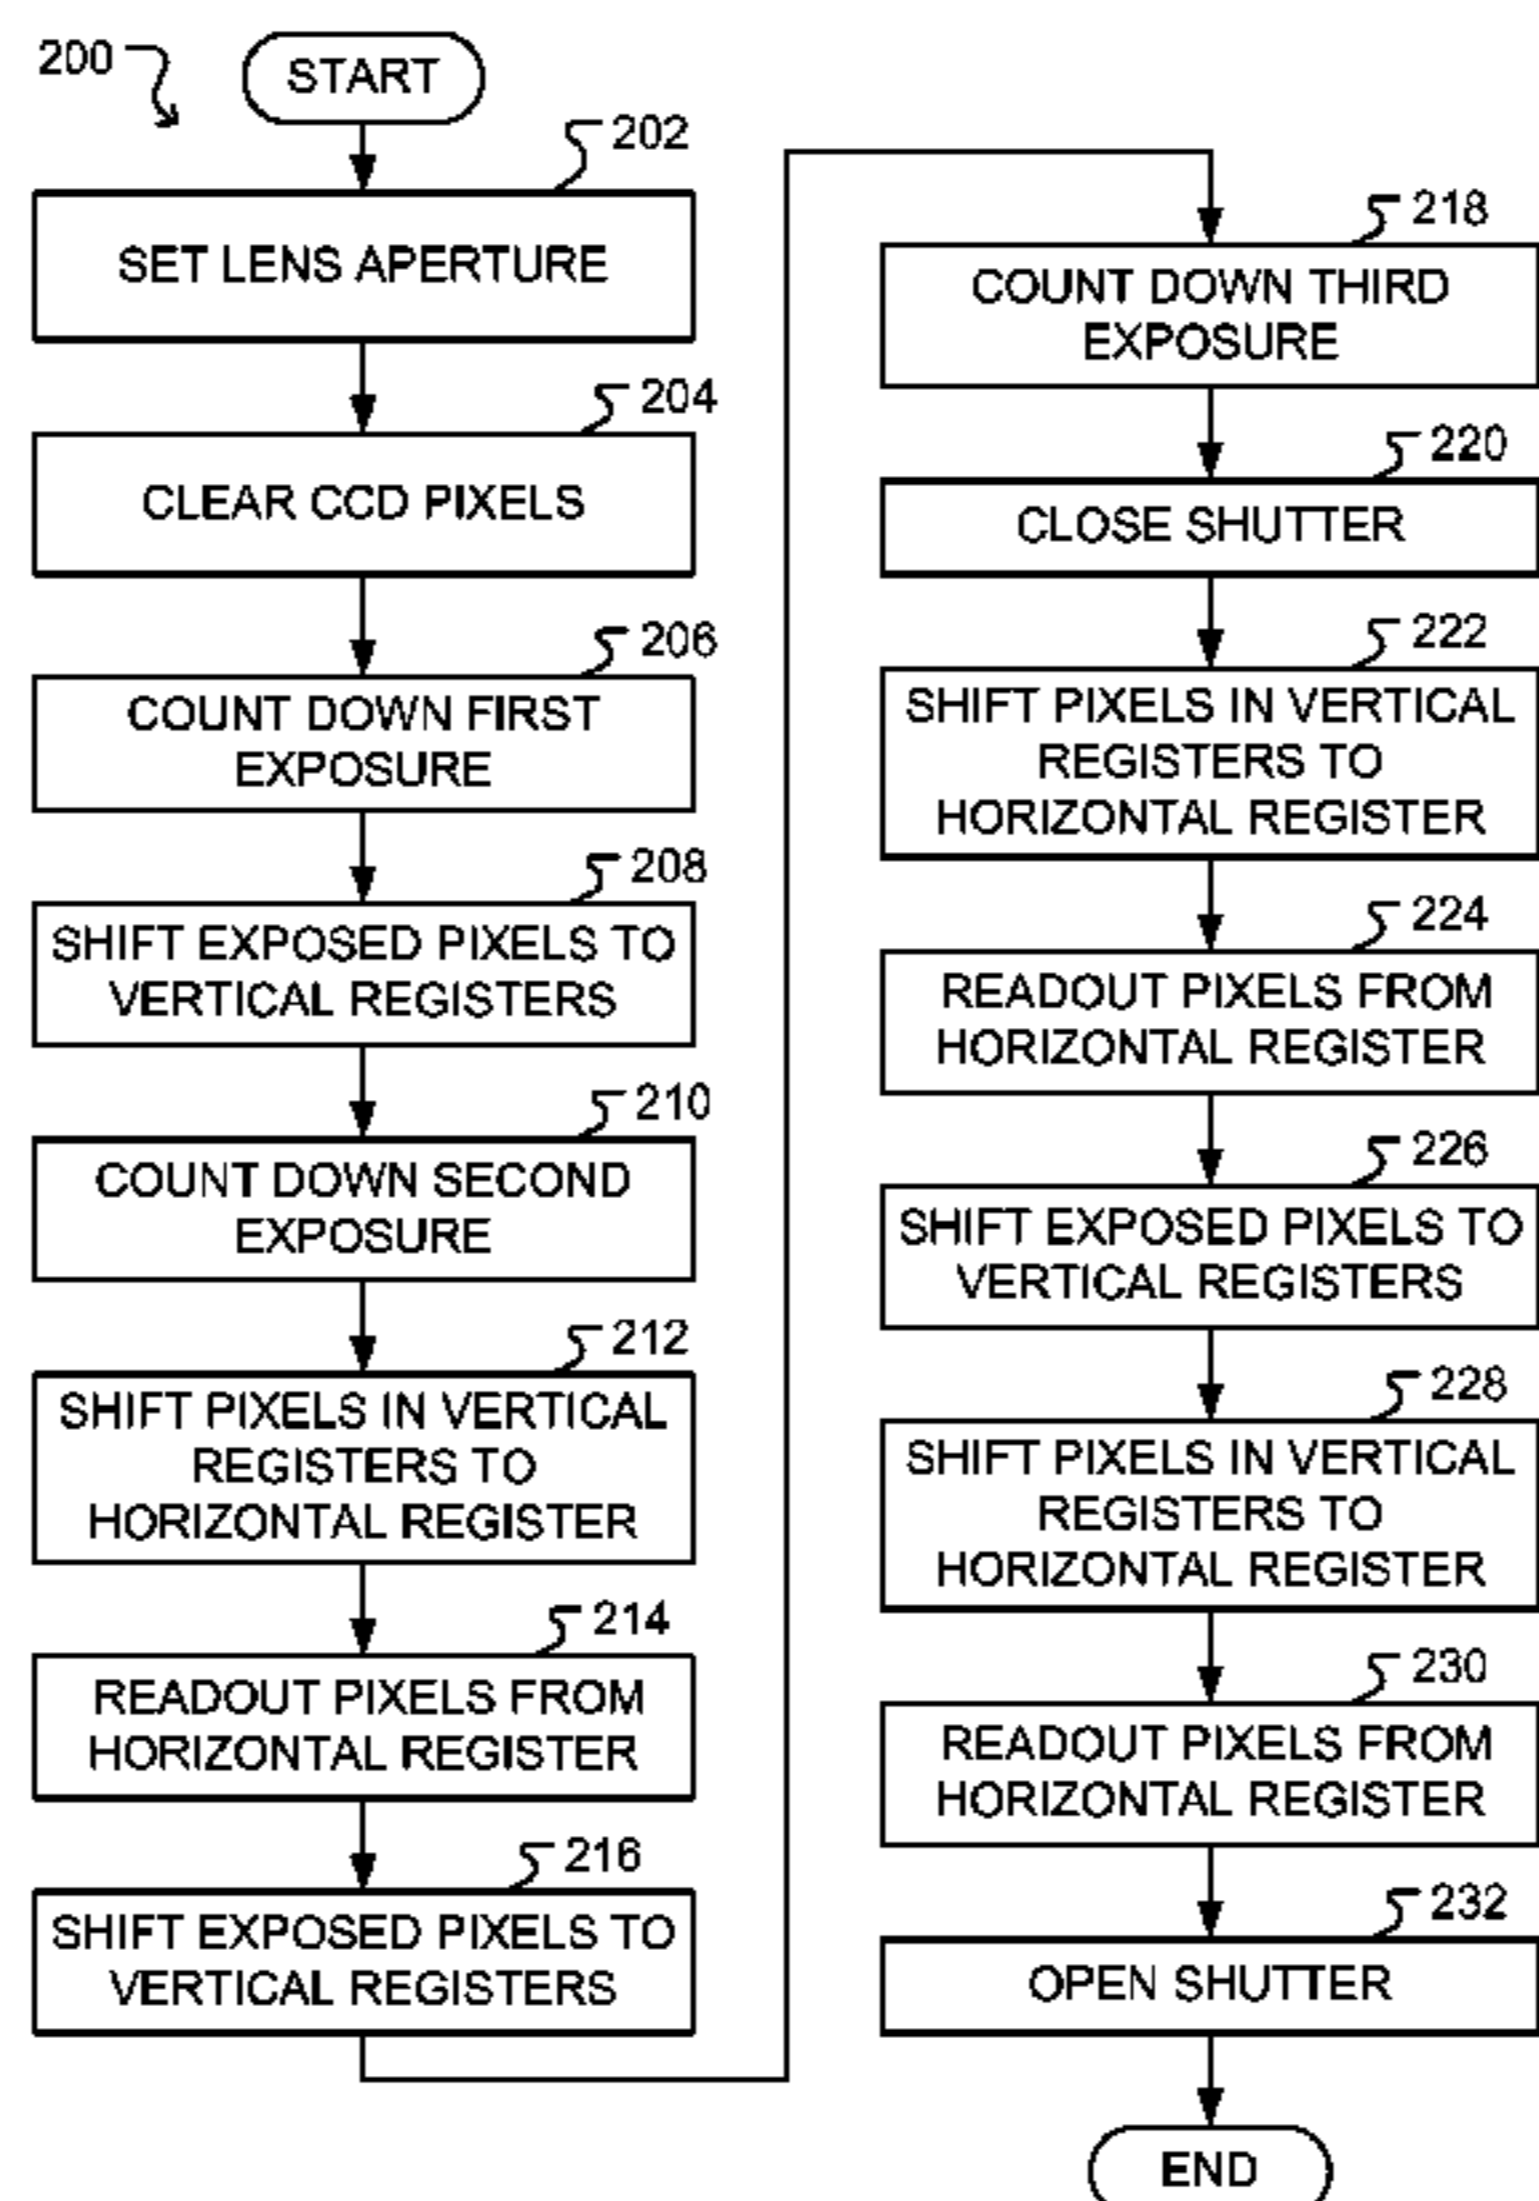 200
START
202
SET LENS APERTURE
204
CLEAR CCD PIXELS
206
COUNT DOWN FIRST
EXPOSURE
208
SHIFT EXPOSED PIXELS TO
VERTICAL REGISTERS
210
COUNT DOWN SECOND
EXPOSURE
212
SHIFT PIXELS IN VERTICAL
REGISTERS TO
HORIZONTAL REGISTER
214
READOUT PIXELS FROM
HORIZONTAL REGISTER
216
SHIFT EXPOSED PIXELS TO
VERTICAL REGISTERS
218
COUNT DOWN THIRD
EXPOSURE
220
CLOSE SHUTTER
222
SHIFT PIXELS IN VERTICAL
REGISTERS TO
HORIZONTAL REGISTER
224
READOUT PIXELS FROM
HORIZONTAL REGISTER
226
SHIFT EXPOSED PIXELS TO
VERTICAL REGISTERS
228
SHIFT PIXELS IN VERTICAL
REGISTERS TO
HORIZONTAL REGISTER
230
READOUT PIXELS FROM
HORIZONTAL REGISTER
232
OPEN SHUTTER
END